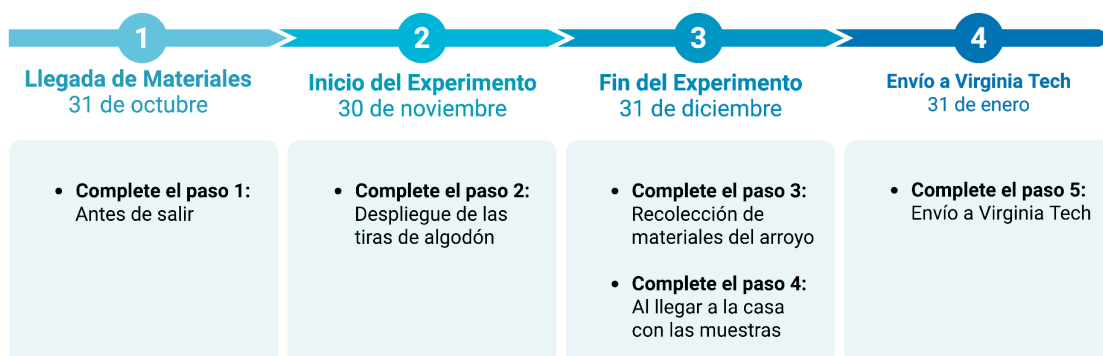 1
Llegada de Materiales
31 de octubre
• Complete el paso 1:
Antes de salir
2
Inicio del Experimento
30 de noviembre
• Complete el paso 2:
Despliegue de las
tiras de algodón
3
Fin del Experimento
31 de diciembre
• Complete el paso 3:
Recolección de
materiales del arroyo
• Complete el paso 4:
Al llegar a la casa
con las muestras
4
Envío a Virginia Tech
31 de enero
• Complete el paso 5:
Envío a Virginia Tech